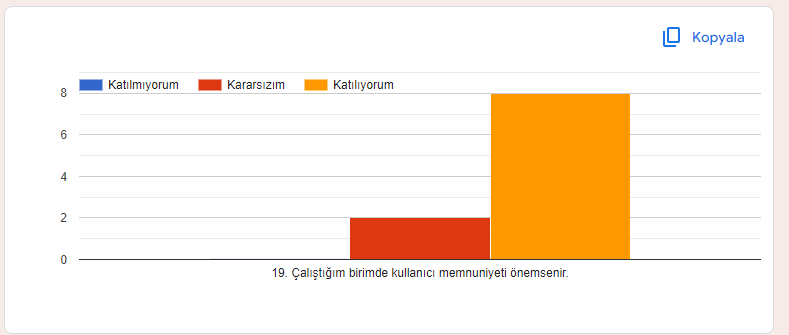 Kopyala
Katılmıyorum Kararsızım Katılıyorum
8
6
4
2
0
19. Çalıştığım birimde kullanıcı memnuniyeti önemsenir.